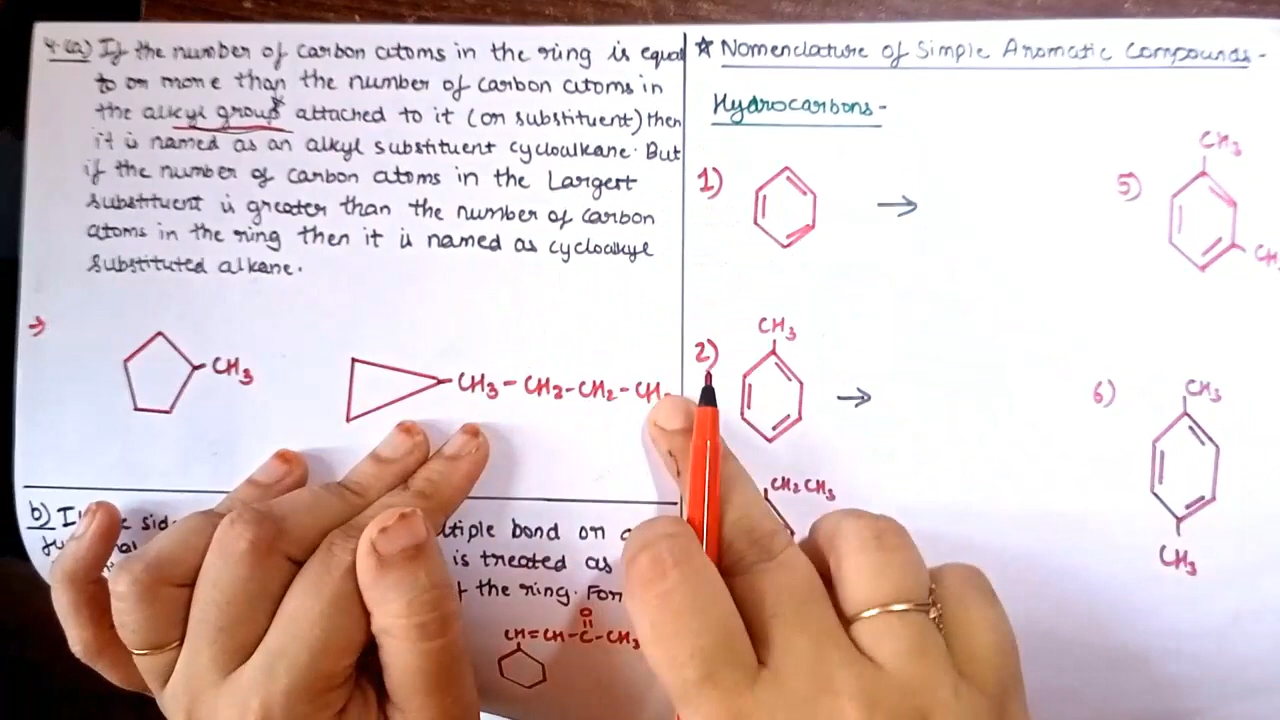 4.(a) If the number of carbon atoms in the ring is equal
to or more than the number of carbon atoms in
the alkyl group attached to it (or substituent) then
it is named as an alkyl substituent cycloalkane. But
if the number of carbon atoms in the Largert
substituent is greater than the number of carbon
atoms in the ring then it is named as cycloalkyl
substituted alkane.
CH3
CH3-CH2-CH2-CH
b)
ltiple bond on
is treated as
the ring. For
O
CH=CH-C-CH3
☆ Nomenclature of Simple Aromatic Compounds-
Hydrocarbons-
1)
2)
CH3
CH2CH3
5)
CH3
CH
6)
CH3
CH3